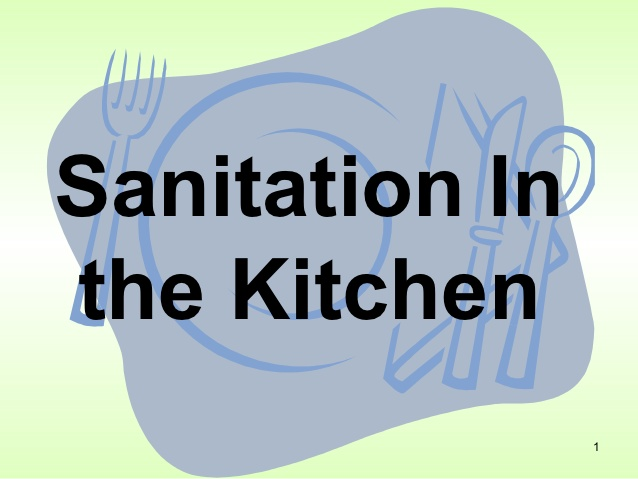 Sanitation In
the Kitchen
1